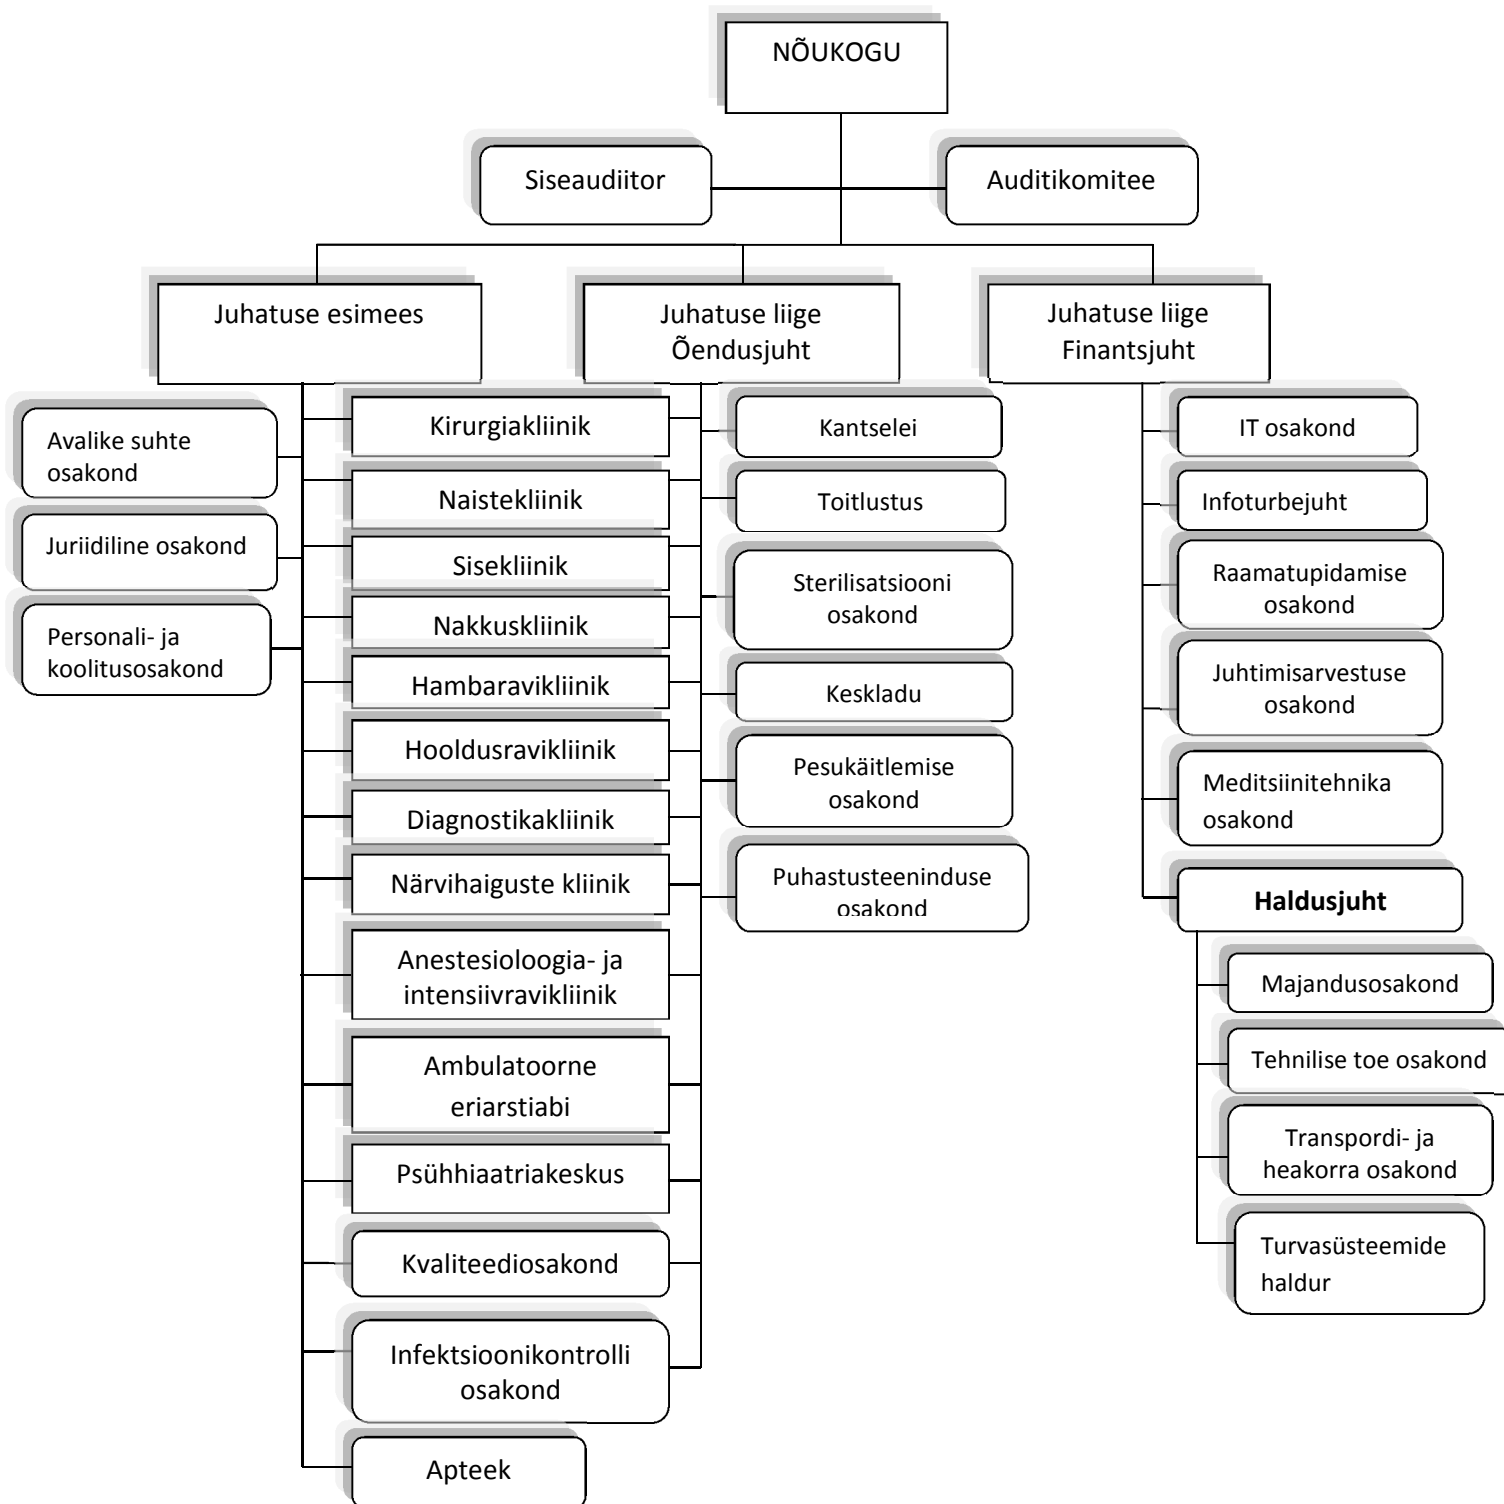 NÕUKOGU
Siseaudiitor
Auditikomitee
Juhatuse esimees
Juhatuse liige
Õendusjuht
Juhatuse liige
Finantsjuht
Avalike suhte
osakond
Juriidiline osakond
Personali- ja
koolitusosakond
Kirurgiakliinik
Naistekliinik
Sisekliinik
Nakkuskliinik
Hambaravikliinik
Hooldusravikliinik
Diagnostikakliinik
Närvihaiguste kliinik
Anestesioloogia- ja
intensiivravikliinik
Ambulatoorne
eriarstiabi
Psühhiaatriakeskus
Kvaliteediosakond
Infektsioonikontrolli
osakond
Apteek
Kantselei
Toitlustus
Sterilisatsiooni
osakond
Keskladu
Pesukäitlemise
osakond
Puhastusteeninduse
osakond
IT osakond
Infoturbejuht
Raamatupidamise
osakond
Juhtimisarvestuse
osakond
Meditsiinitehnika
osakond
Haldusjuht
Majandusosakond
Tehnilise toe osakond
Transpordi- ja
heakorra osakond
Turvasüsteemide
haldur